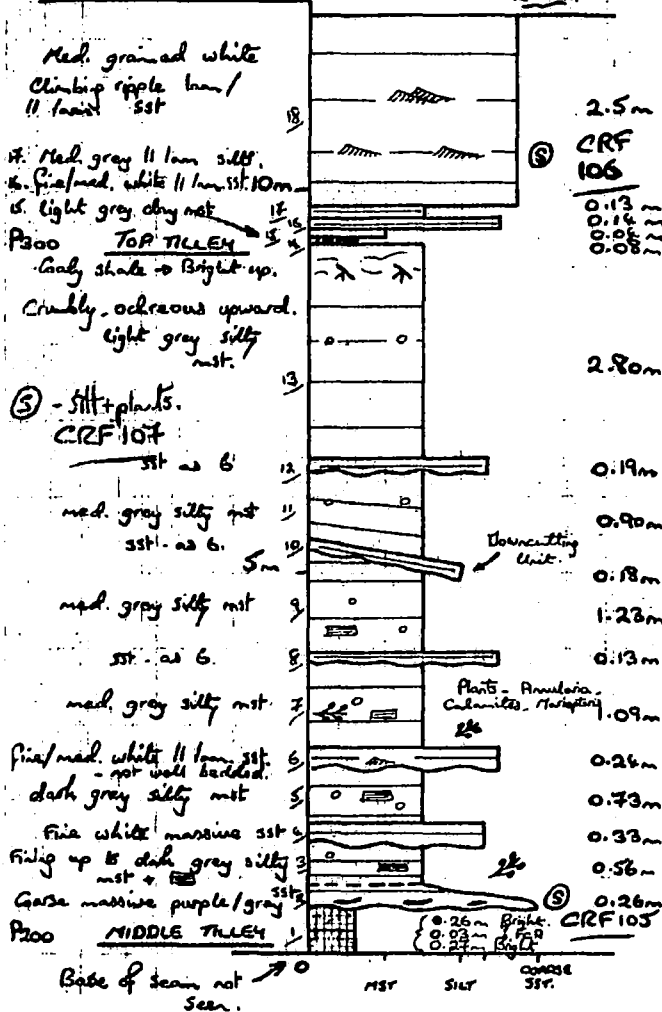 Med. grained white
Climbing ripple lam/
// lamin sst
18
2.5m
CRF
106
S
17. Med. grey // lam silts.
16. fine/med. white // lam. sst. 10m
15. light grey clay mst
17
16
15
14
0.13m
0.14m
0.08m
P300 TOP TILLEY
Coaly shale → Bright up.
Crumbly, ochreous upward.
light grey silty
mst.
13
2.80m
S - Silt + plants.
CRF 107
sst as 6
12
0.19m
med. grey silty mst
11
0.90m
sst - as 6.
10
Downcutting
Unit.
5m
0.18m
med. grey silty mst
9
1.23m
sst - as 6.
8
0.13m
med. grey silty mst
7
Plants - Annularia
Calamites,
1.09m
fine/med. white // lam. sst.
- not well bedded.
6
0.24m
dark grey silty mst
5
0.73m
Fine white massive sst
4
0.33m
Finig up to dark grey silty
mst +
3
0.56m
Coarse massive purple/grey sst
S
0.26m
CRF 105
P200 MIDDLE TILLEY
1
0.26m Bright.
0.03m
0.27m Bright
Base of seam not
seen.
0
MST
SILT
COARSE
SST.